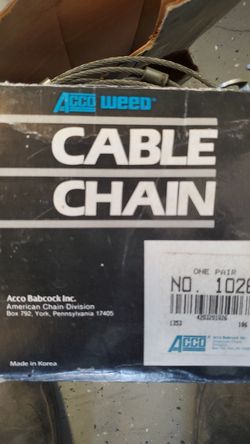 ACCO WEED
CABLE
CHAIN
ONE PAIR
NO. 1026
Acco Babcock Inc.
American Chain Division
Box 792, York, Pennsylvania 17405
1353
Made in Korea
ACCO